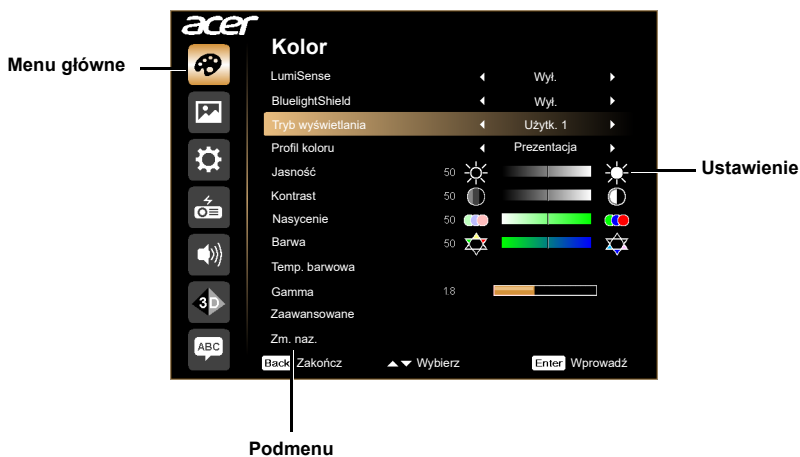 acer
Kolor
Menu główne
LumiSense Wył.
BluelightShield Wył.
Tryb wyświetlania Użytk. 1
Profil koloru Prezentacja
Jasność 50
Ustawienie
Kontrast 50
Nasycenie 50
Barwa 50
Temp. barwowa
Gamma 1.8
3D
Zaawansowane
Zm. naz.
ABC
Back Zakończ Wybierz Enter Wprowadź
Podmenu